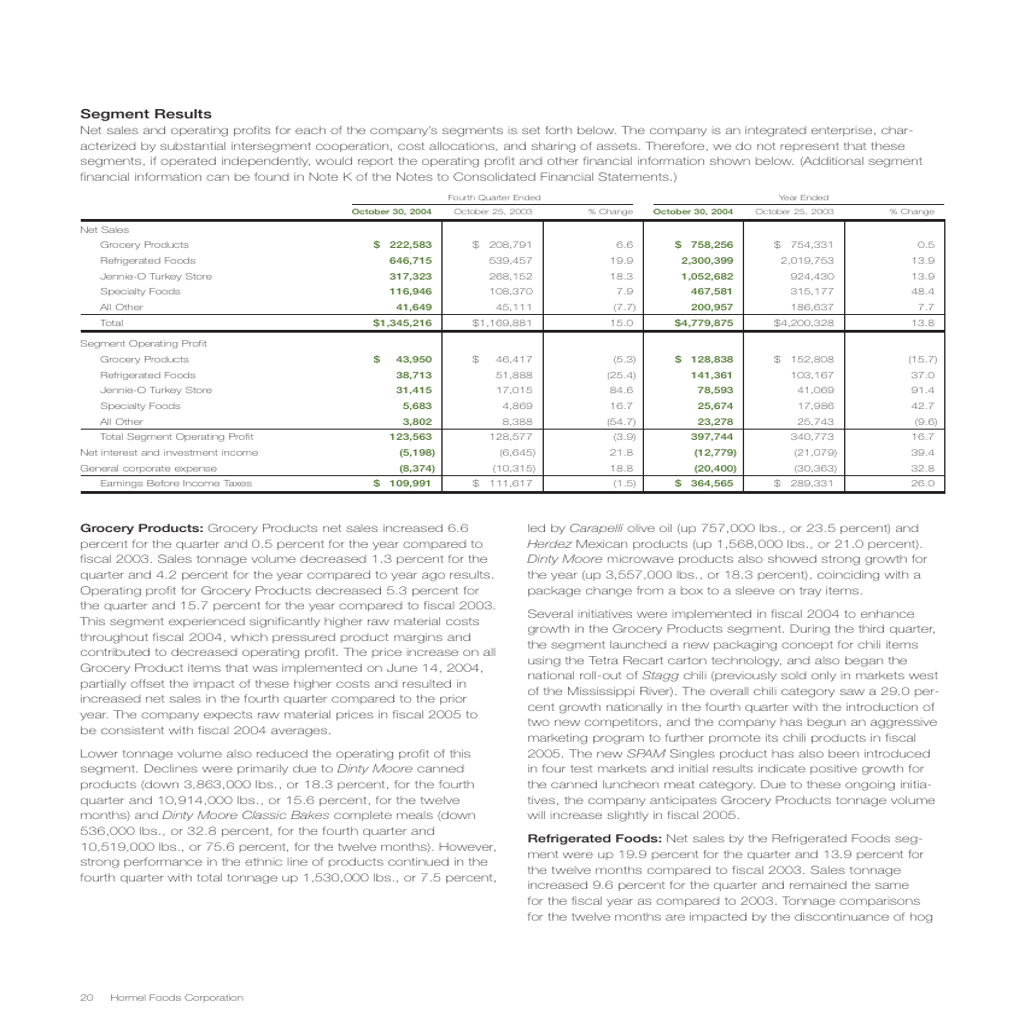 Segment Results
Net sales and operating profits for each of the company's segments is set forth below. The company is an integrated enterprise, char-
acterized by substantial intersegment cooperation, cost allocations, and sharing of assets. Therefore, we do not represent that these
segments, if operated independently, would report the operating profit and other financial information shown below. (Additional segment
financial information can be found in Note K of the Notes to Consolidated Financial Statements.)
Fourth Quarter Ended Year Ended
October 30, 2004 October 25, 2003 % Change October 30, 2004 October 25, 2003 % Change
Net Sales
Grocery Products $ 222,583 $ 208,791 6.6 $ 758,256 $ 754,331 0.5
Refrigerated Foods 646,715 539,457 19.9 2,300,399 2,019,753 13.9
Jennie-O Turkey Store 317,323 268,152 18.3 1,052,682 924,430 13.9
Specialty Foods 116,946 108,370 7.9 467,581 315,177 48.4
All Other 41,649 45,111 (7.7) 200,957 186,637 7.7
Total $1,345,216 $1,169,881 15.0 $4,779,875 $4,200,328 13.8
Segment Operating Profit
Grocery Products $ 43,950 $ 46,417 (5.3) $ 128,838 $ 152,808 (15.7)
Refrigerated Foods 38,713 51,888 (25.4) 141,361 103,167 37.0
Jennie-O Turkey Store 31,415 17,015 84.6 78,593 41,069 91.4
Specialty Foods 5,683 4,869 16.7 25,674 17,986 42.7
All Other 3,802 8,388 (54.7) 23,278 25,743 (9.6)
Total Segment Operating Profit 123,563 128,577 (3.9) 397,744 340,773 16.7
Net interest and investment income (5,198) (6,645) 21.8 (12,779) (21,079) 39.4
General corporate expense (8,374) (10,315) 18.8 (20,400) (30,363) 32.8
Earnings Before Income Taxes $ 109,991 $ 111,617 (1.5) $ 364,565 $ 289,331 26.0
Grocery Products: Grocery Products net sales increased 6.6
percent for the quarter and 0.5 percent for the year compared to
fiscal 2003. Sales tonnage volume decreased 1.3 percent for the
quarter and 4.2 percent for the year compared to year ago results.
Operating profit for Grocery Products decreased 5.3 percent for
the quarter and 15.7 percent for the year compared to fiscal 2003.
This segment experienced significantly higher raw material costs
throughout fiscal 2004, which pressured product margins and
contributed to decreased operating profit. The price increase on all
Grocery Product items that was implemented on June 14, 2004,
partially offset the impact of these higher costs and resulted in
increased net sales in the fourth quarter compared to the prior
year. The company expects raw material prices in fiscal 2005 to
be consistent with fiscal 2004 averages.
Lower tonnage volume also reduced the operating profit of this
segment. Declines were primarily due to Dinty Moore canned
products (down 3,863,000 lbs., or 18.3 percent, for the fourth
quarter and 10,914,000 lbs., or 15.6 percent, for the twelve
months) and Dinty Moore Classic Bakes complete meals (down
536,000 lbs., or 32.8 percent, for the fourth quarter and
10,519,000 lbs., or 75.6 percent, for the twelve months). However,
strong performance in the ethnic line of products continued in the
fourth quarter with total tonnage up 1,530,000 lbs., or 7.5 percent,
led by Carapelli olive oil (up 757,000 lbs., or 23.5 percent) and
Herdez Mexican products (up 1,568,000 lbs., or 21.0 percent).
Dinty Moore microwave products also showed strong growth for
the year (up 3,557,000 lbs., or 18.3 percent), coinciding with a
package change from a box to a sleeve on tray items.
Several initiatives were implemented in fiscal 2004 to enhance
growth in the Grocery Products segment. During the third quarter,
the segment launched a new packaging concept for chili items
using the Tetra Recart carton technology, and also began the
national roll-out of Stagg chili (previously sold only in markets west
of the Mississippi River). The overall chili category saw a 29.0 per-
cent growth nationally in the fourth quarter with the introduction of
two new competitors, and the company has begun an aggressive
marketing program to further promote its chili products in fiscal
2005. The new SPAM Singles product has also been introduced
in four test markets and initial results indicate positive growth for
the canned luncheon meat category. Due to these ongoing initia-
tives, the company anticipates Grocery Products tonnage volume
will increase slightly in fiscal 2005.
Refrigerated Foods: Net sales by the Refrigerated Foods seg-
ment were up 19.9 percent for the quarter and 13.9 percent for
the twelve months compared to fiscal 2003. Sales tonnage
increased 9.6 percent for the quarter and remained the same
for the fiscal year as compared to 2003. Tonnage comparisons
for the twelve months are impacted by the discontinuance of hog
20 Hormel Foods Corporation